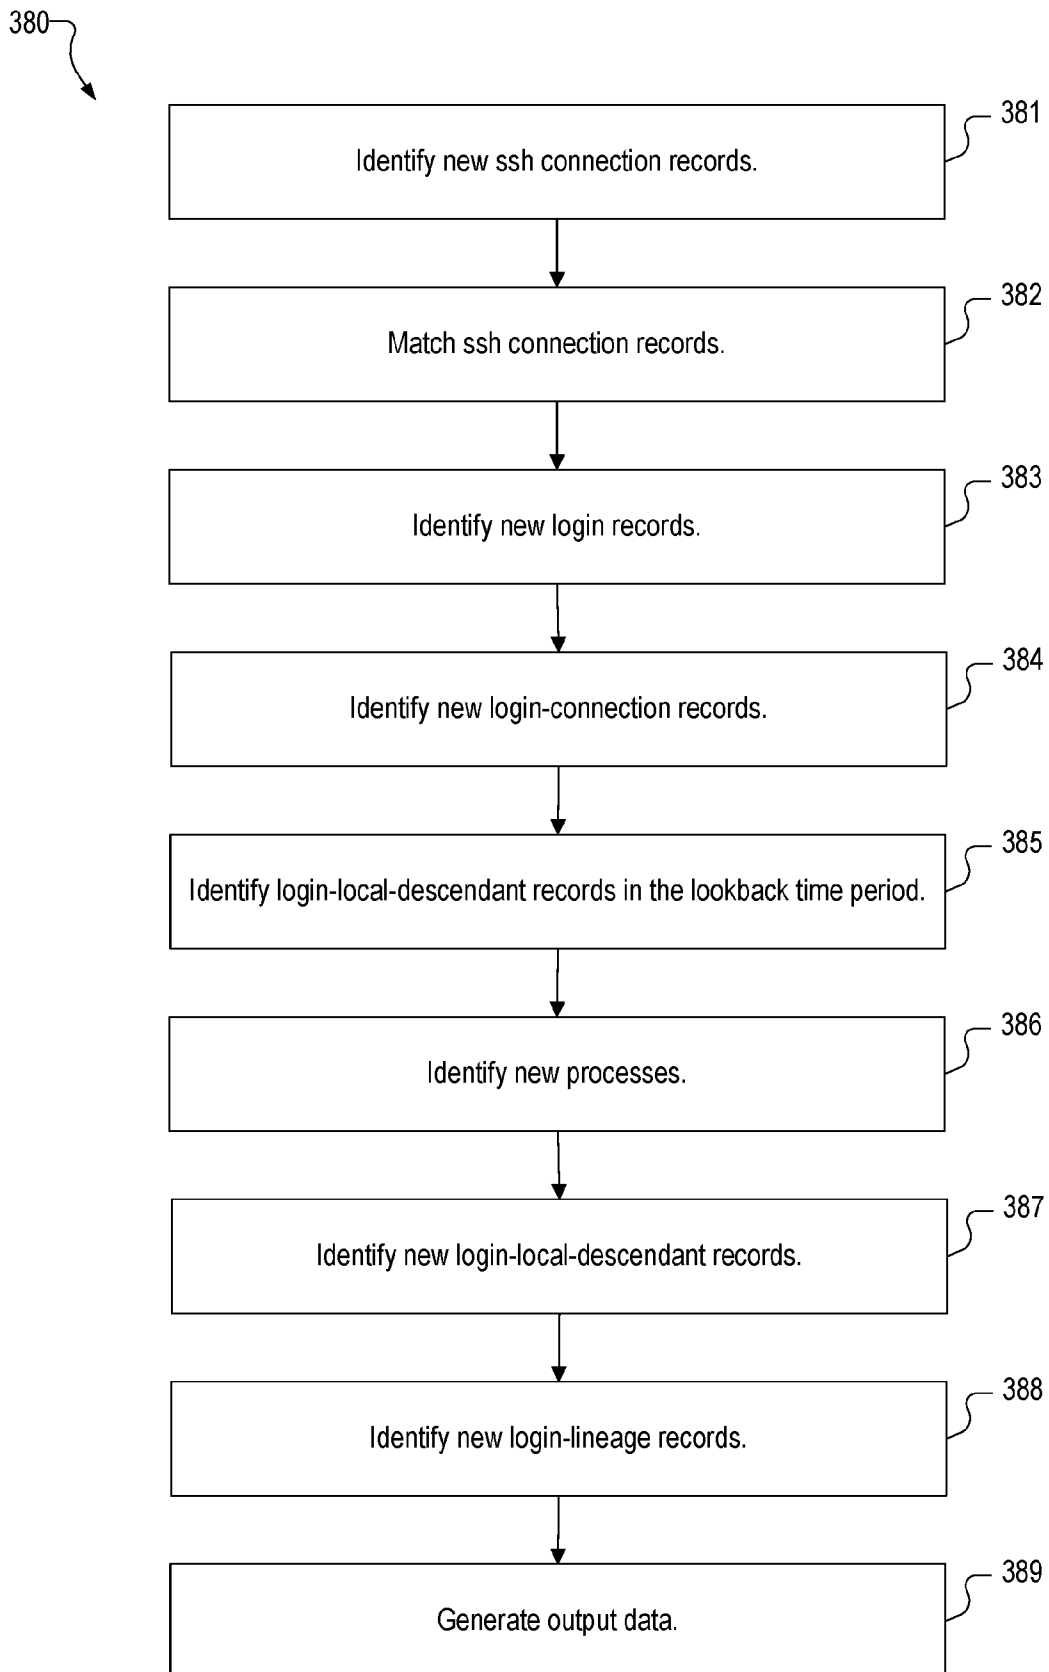 380
381
Identify new ssh connection records.
382
Match ssh connection records.
383
Identify new login records.
384
Identify new login-connection records.
385
Identify login-local-descendant records in the lookback time period.
386
Identify new processes.
387
Identify new login-local-descendant records.
388
Identify new login-lineage records.
389
Generate output data.